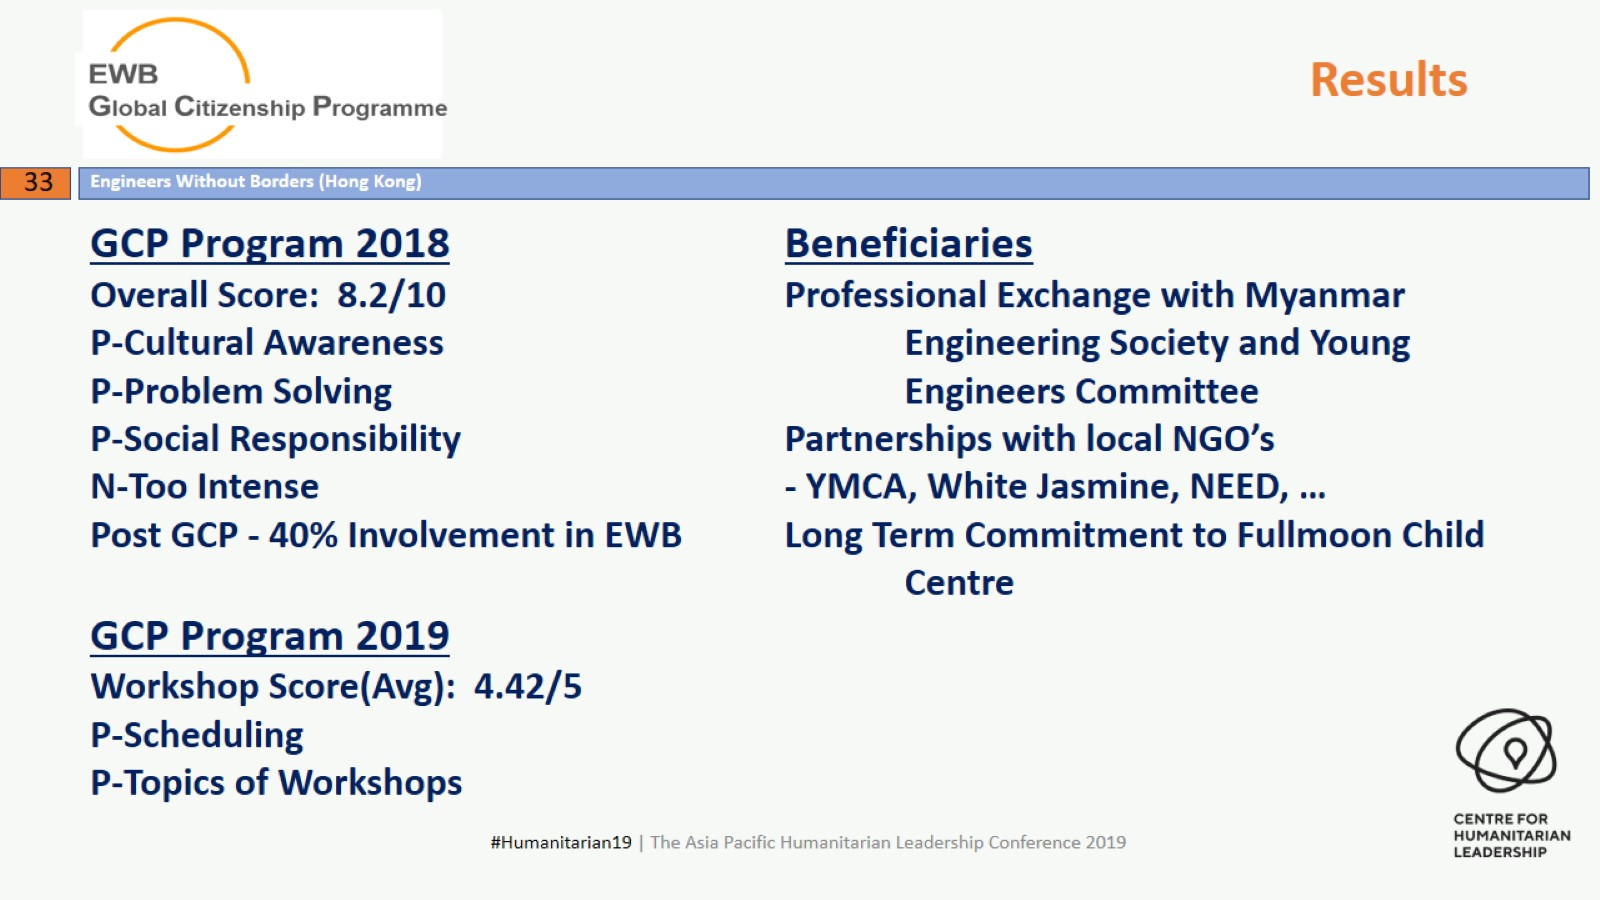 EWB
Global Citizenship Programme
Results
33
Engineers Without Borders (Hong Kong)
GCP Program 2018
Overall Score:  8.2/10
P-Cultural Awareness
P-Problem Solving
P-Social Responsibility
N-Too Intense
Post GCP - 40% Involvement in EWB
GCP Program 2019
Workshop Score(Avg):  4.42/5
P-Scheduling
P-Topics of Workshops
Beneficiaries
Professional Exchange with Myanmar
Engineering Society and Young
Engineers Committee
Partnerships with local NGO’s
- YMCA, White Jasmine, NEED, ...
Long Term Commitment to Fullmoon Child
Centre
#Humanitarian19 | The Asia Pacific Humanitarian Leadership Conference 2019
CENTRE FOR
HUMANITARIAN
LEADERSHIP